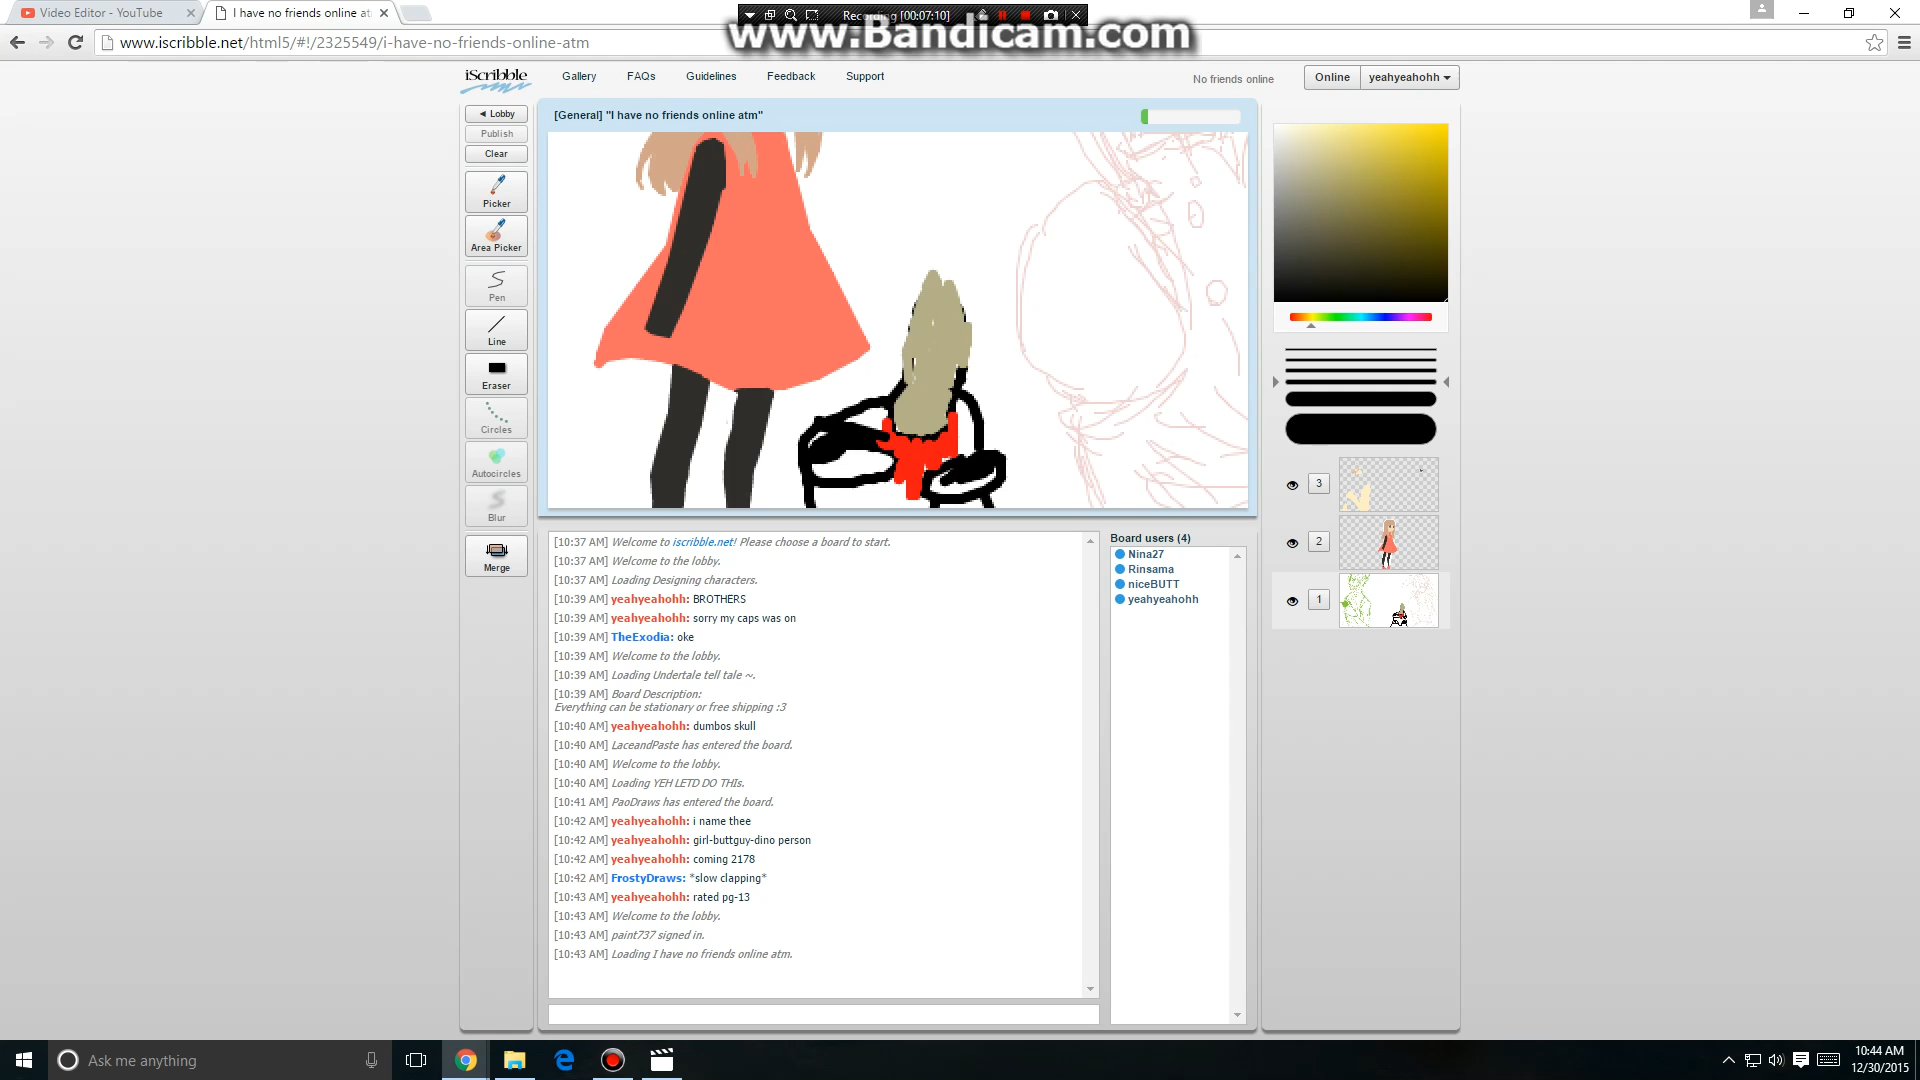 Video Editor - YouTube
I have no friends online at
Recording [00:07:10]
www.Bandicam.com
www.iscribble.net/html5/#!/2325549/i-have-no-friends-online-atm
iScribble
Gallery FAQs Guidelines Feedback Support
No friends online
Online
yeahyeahohh
Lobby
Publish
Clear
Picker
Area Picker
Pen
Line
Eraser
Circles
Autocircles
Blur
Merge
[General] "I have no friends online atm"
3
2
1
[10:37 AM] Welcome to iscribble.net! Please choose a board to start.
[10:37 AM] Welcome to the lobby.
[10:37 AM] Loading Designing characters.
[10:39 AM] yeahyeahohh: BROTHERS
[10:39 AM] yeahyeahohh: sorry my caps was on
[10:39 AM] TheExodia: oke
[10:39 AM] Welcome to the lobby.
[10:39 AM] Loading Undertale tell tale ~.
[10:39 AM] Board Description:
Everything can be stationary or free shipping :3
[10:40 AM] yeahyeahohh: dumbos skull
[10:40 AM] LaceandPaste has entered the board.
[10:40 AM] Welcome to the lobby.
[10:40 AM] Loading YEH LETD DO THIs.
[10:41 AM] PaoDraws has entered the board.
[10:42 AM] yeahyeahohh: i name thee
[10:42 AM] yeahyeahohh: girl-buttguy-dino person
[10:42 AM] yeahyeahohh: coming 2178
[10:42 AM] FrostyDraws: *slow clapping*
[10:43 AM] yeahyeahohh: rated pg-13
[10:43 AM] Welcome to the lobby.
[10:43 AM] paint737 signed in.
[10:43 AM] Loading I have no friends online atm.
Board users (4)
Nina27
Rinsama
niceBUTT
yeahyeahohh
Ask me anything
10:44 AM
12/30/2015